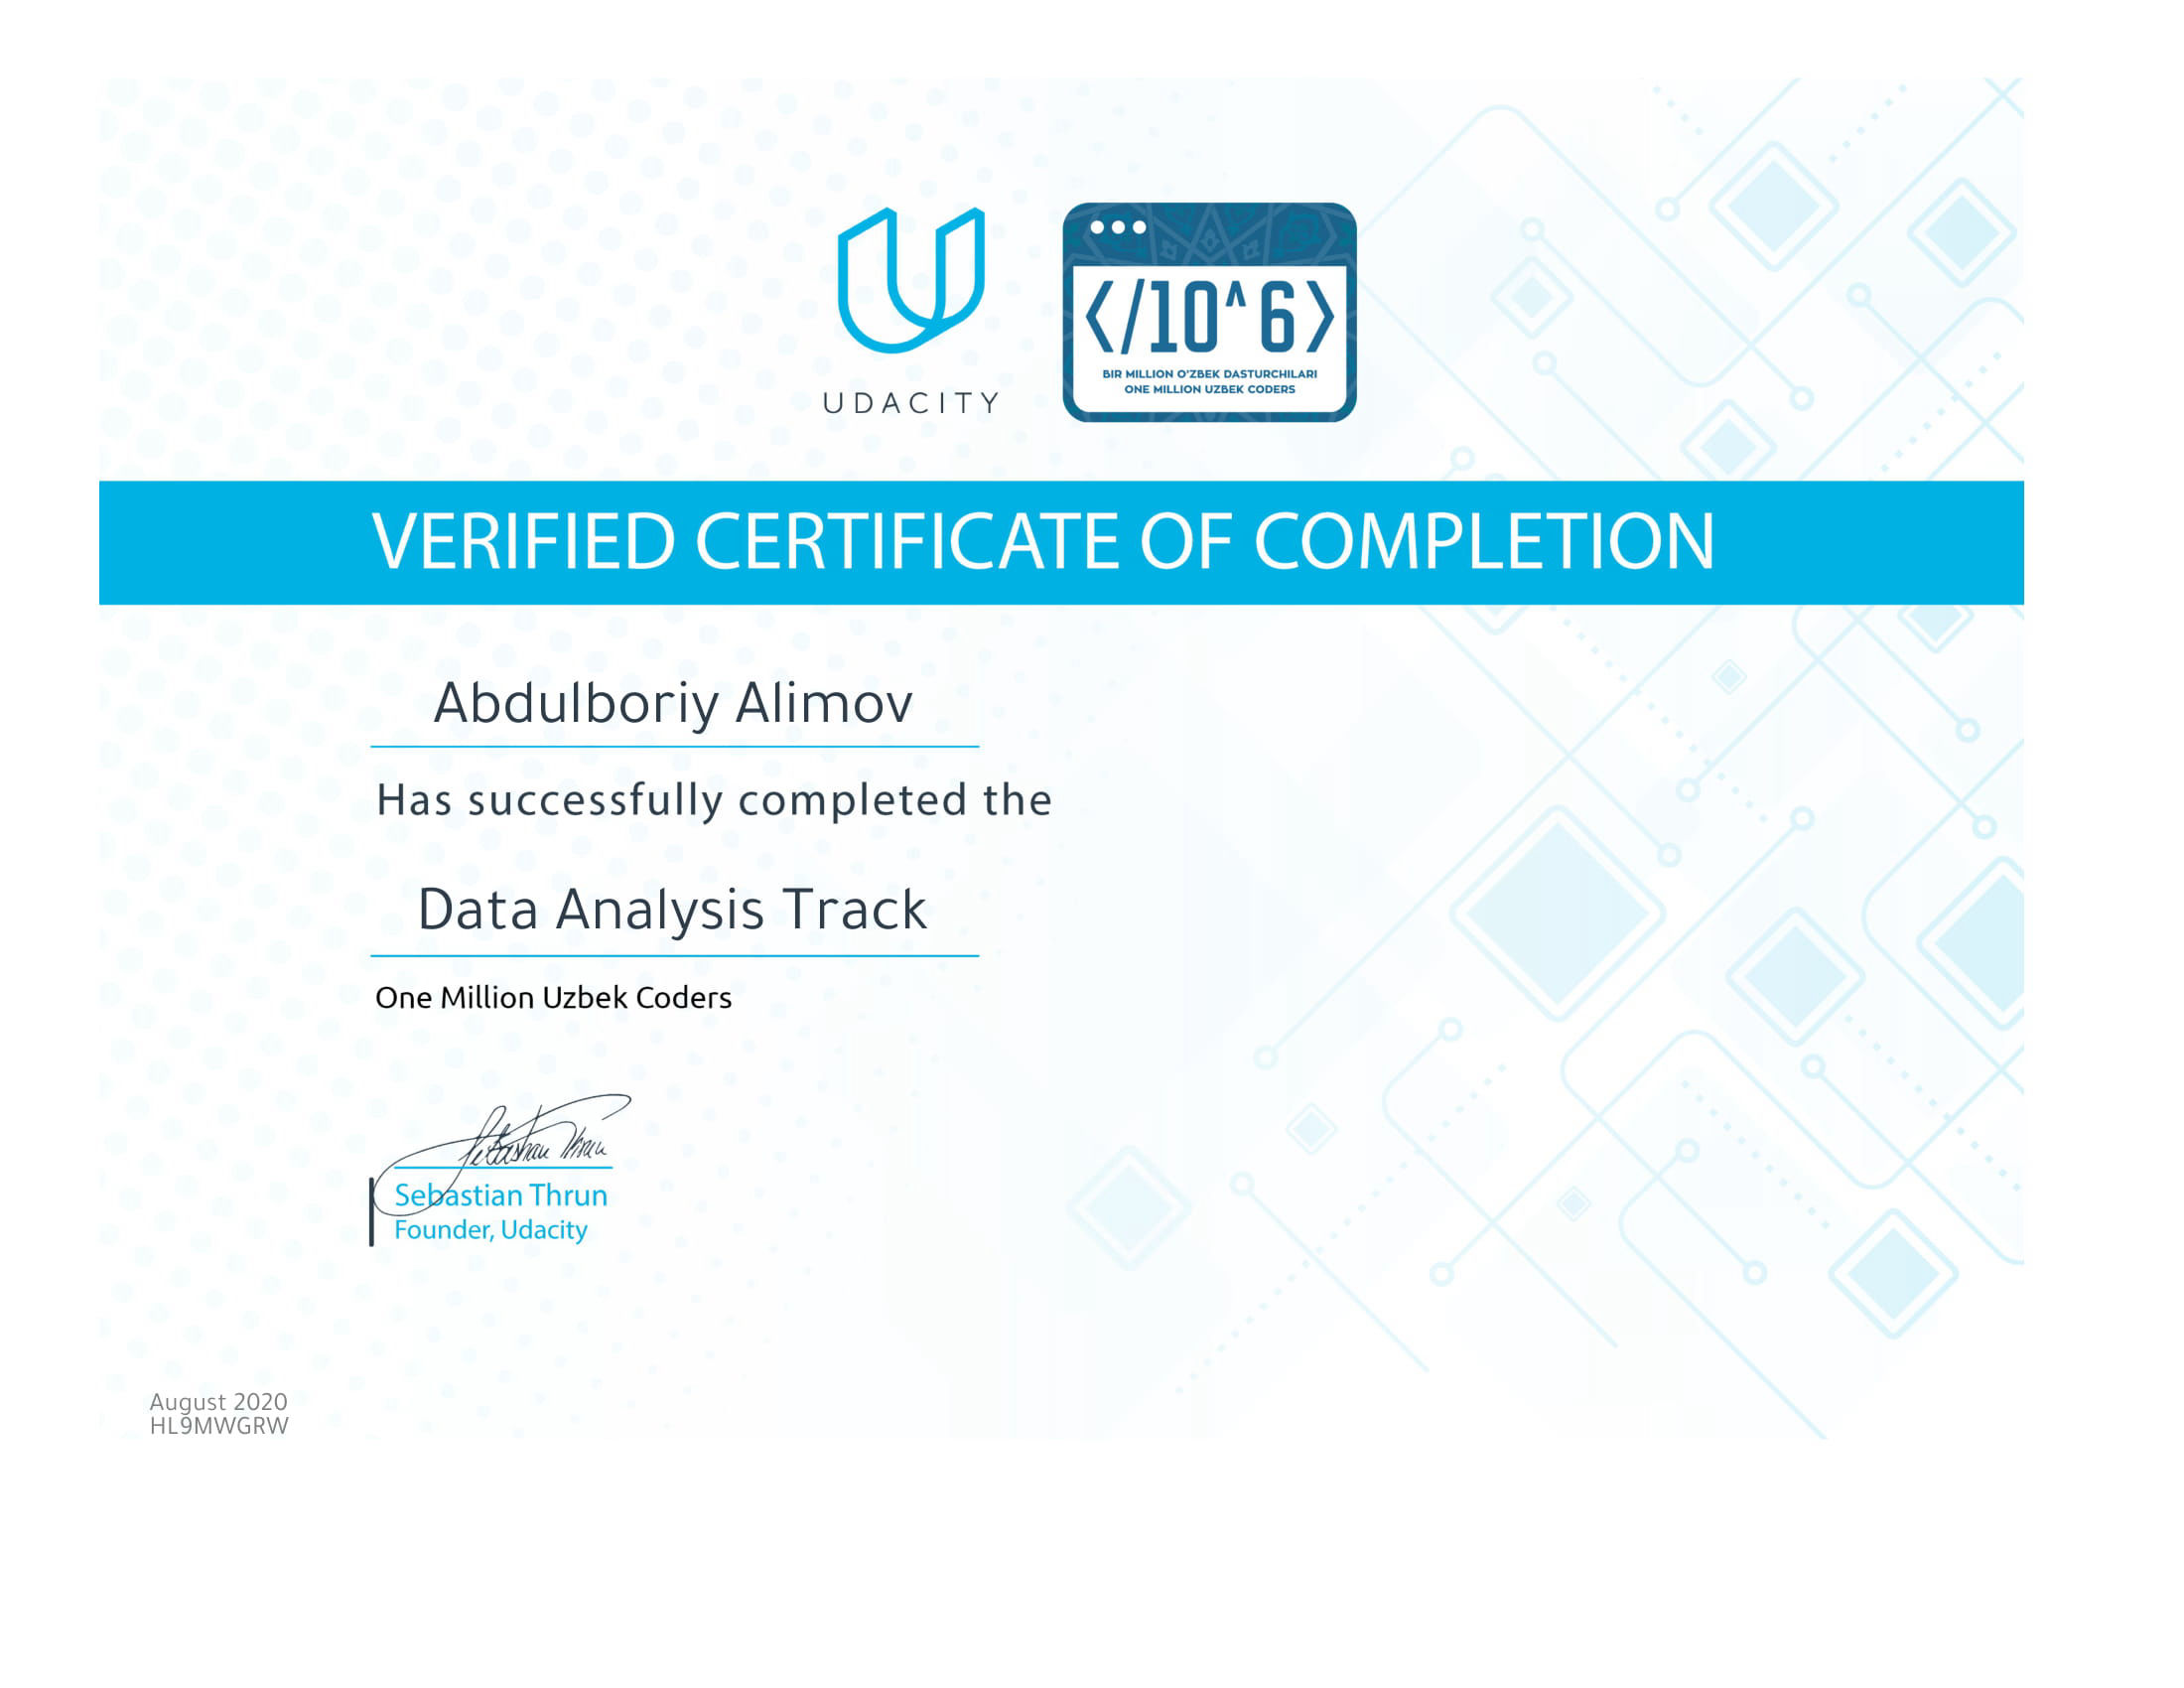 UDACITY
</10^6>
BIR MILLION O'ZBEK DASTURCHILARI
ONE MILLION UZBEK CODERS
VERIFIED CERTIFICATE OF COMPLETION
Abdulboriy Alimov
Has successfully completed the
Data Analysis Track
One Million Uzbek Coders
Sebastian Thrun
Sebastian Thrun
Founder, Udacity
August 2020
HL9MWGRW